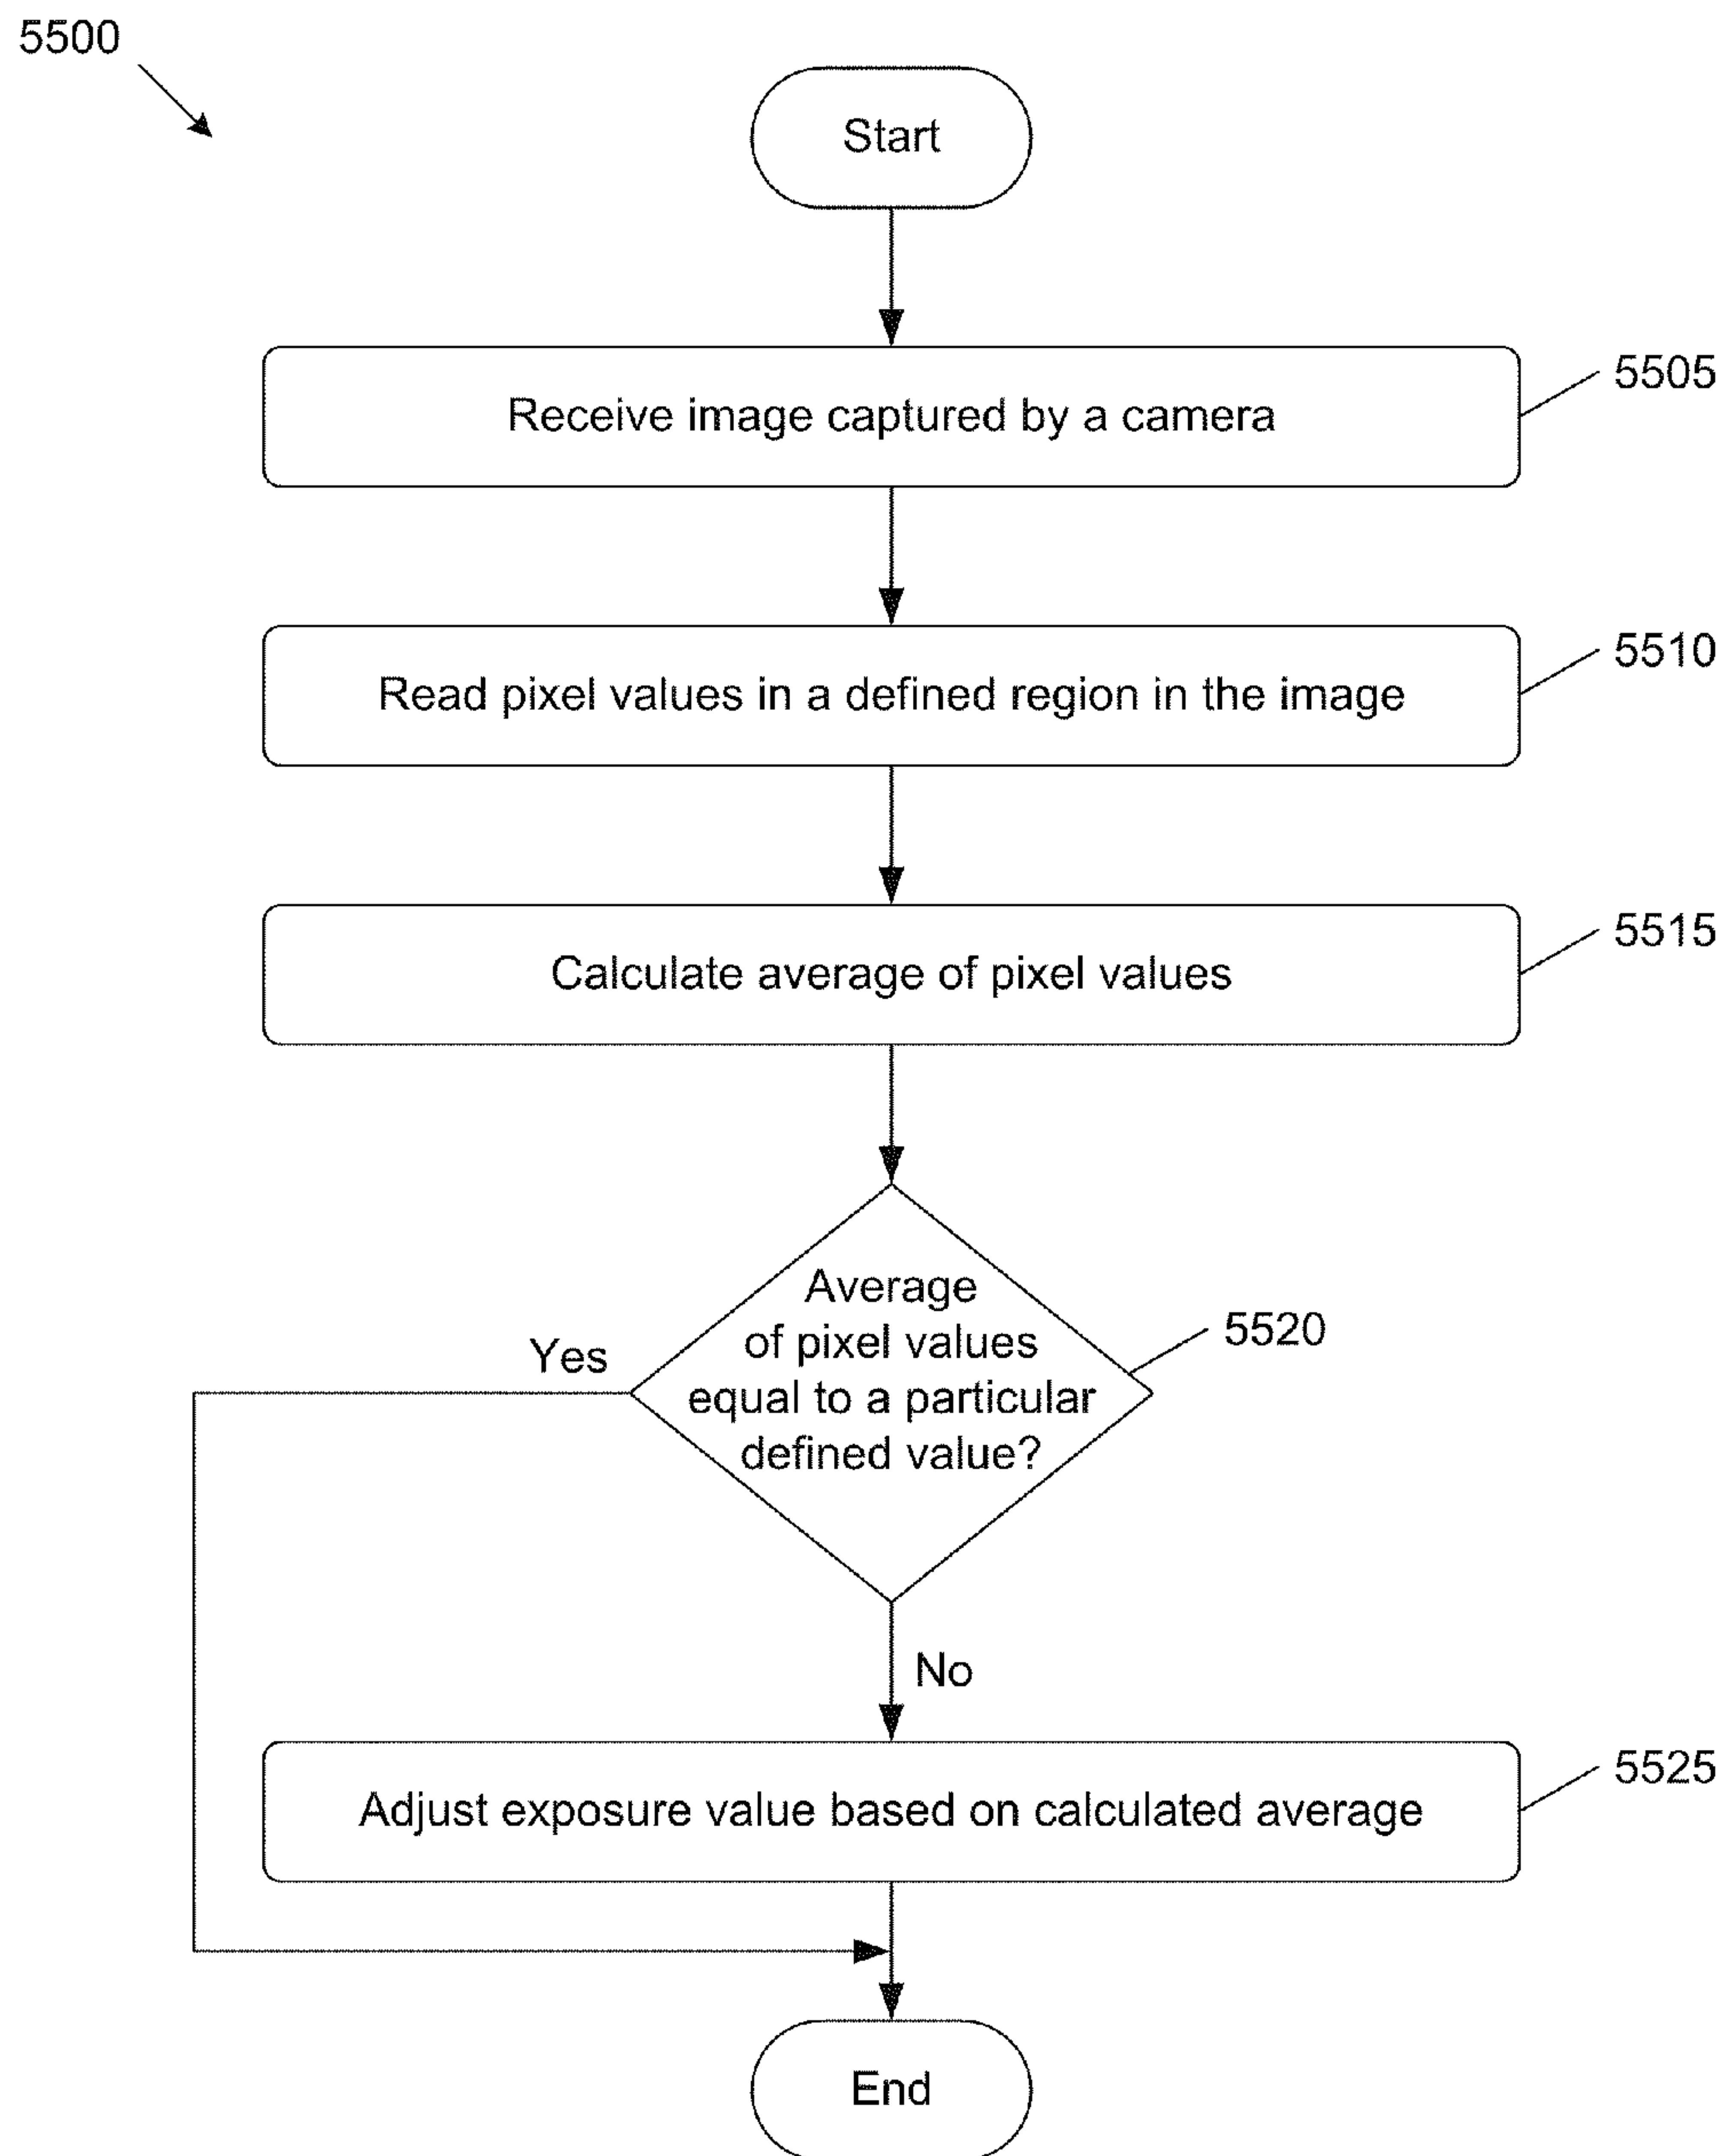 5500
Start
Receive image captured by a camera
5505
Read pixel values in a defined region in the image
5510
Calculate average of pixel values
5515
Average
of pixel values
equal to a particular
defined value?
5520
Yes
No
Adjust exposure value based on calculated average
5525
End